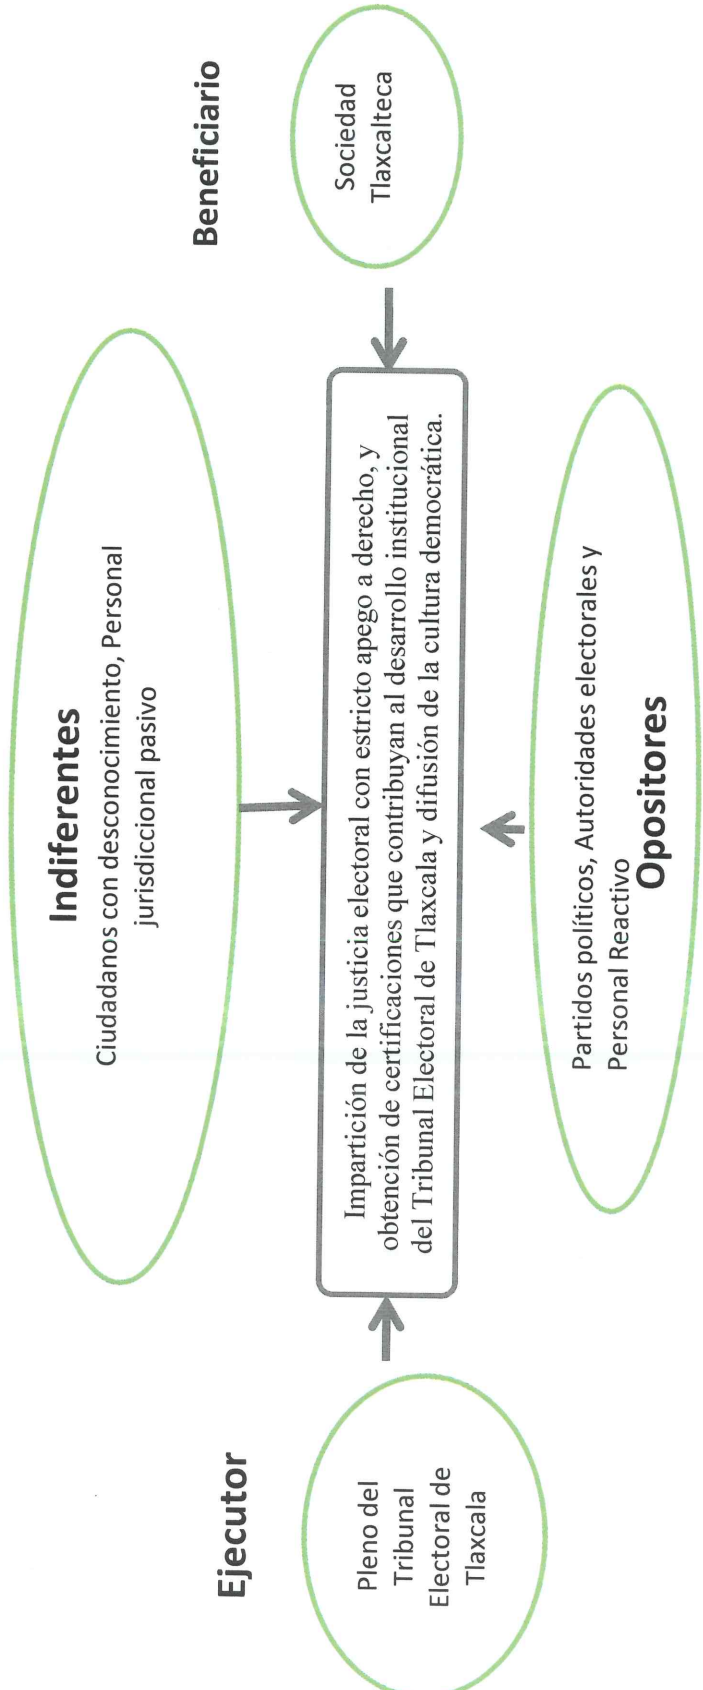 Indiferentes
Ciudadanos con desconocimiento, Personal
jurisdiccional pasivo
Ejecutor
Pleno del
Tribunal
Electoral de
Tlaxcala
Impartición de la justicia electoral con estricto apego a derecho, y
obtención de certificaciones que contribuyan al desarrollo institucional
del Tribunal Electoral de Tlaxcala y difusión de la cultura democrática.
Beneficiario
Sociedad
Tlaxcalteca
Partidos políticos, Autoridades electorales y
Personal Reactivo
Opositores